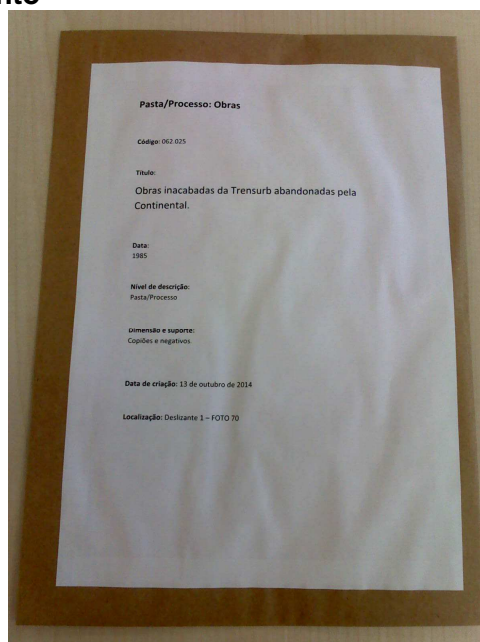 Pasta/Processo: Obras
Código: 062.025
Título:
Obras inacabadas da Trensurb abandonadas pela
Continental.
Data:
1985
Nível de descrição:
Pasta/Processo
Dimensão e suporte:
Copiões e negativos
Data de criação: 13 de outubro de 2014
Localização: Deslizante 1 – FOTO 70